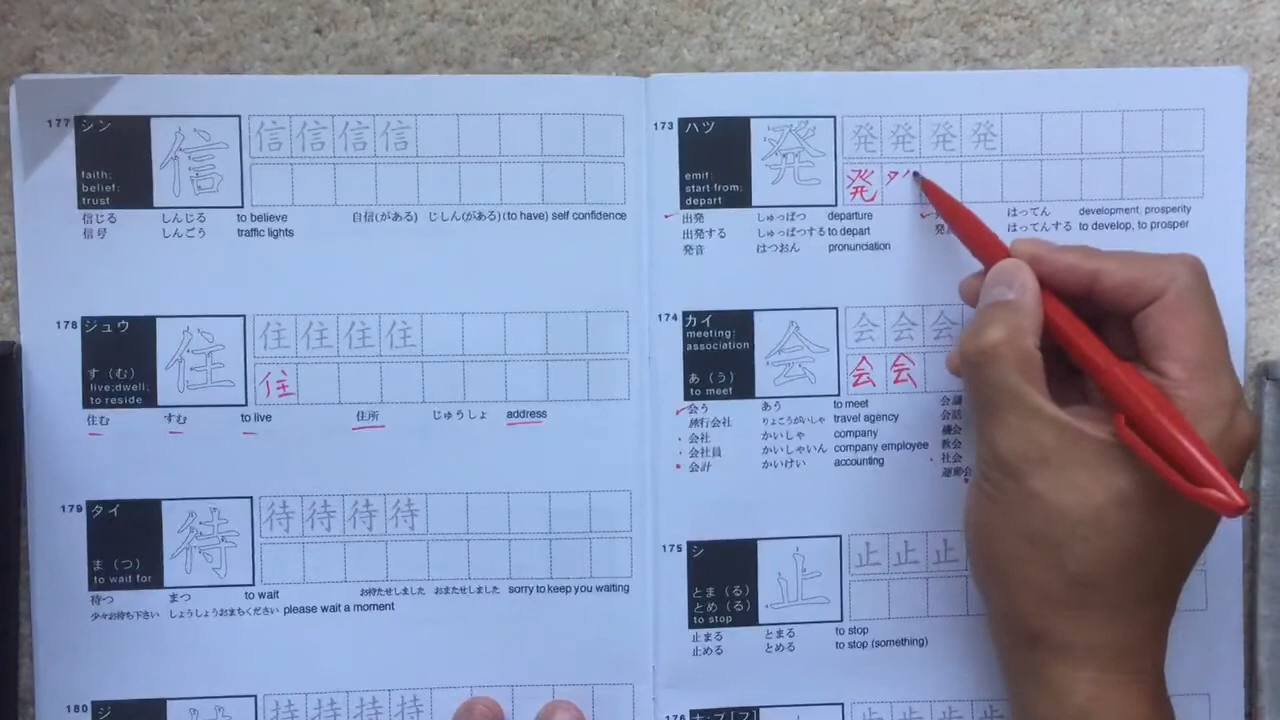 177
シン
faith;
belief;
trust
信
信 信 信 信
信じる しんじる to believe 自信(がある) じしん(がある) (to have) self confidence
信号 しんごう traffic lights
178
ジュウ
す（む）
live;dwell;
to reside
住
住 住 住 住
住
住む すむ to live 住所 じゅうしょ address
179
タイ
ま（つ）
to wait for
待
待 待 待 待
待つ まつ to wait お待たせしました おまたせしました sorry to keep you waiting
少々お待ち下さい しょうしょうおまちください please wait a moment
180
ジ
173
ハツ
emit;
start from;
depart
発
発 発 発 発
発
出発 しゅっぱつ departure はってん development, prosperity
出発する しゅっぱつする to depart はってんする to develop, to prosper
発音 はつおん pronunciation
174
カイ
meeting;
association
あ（う）
to meet
会
会 会 会
会 会
会う あう to meet 会議
旅行会社 りょこうがいしゃ travel agency 会話
会社 かいしゃ company 機会
会社員 かいしゃいん company employee 教会
会計 かいけい accounting 社会
運動会
175
シ
とま（る）
とめ（る）
to stop
止
止 止 止
止まる とまる to stop
止める とめる to stop (something)
176